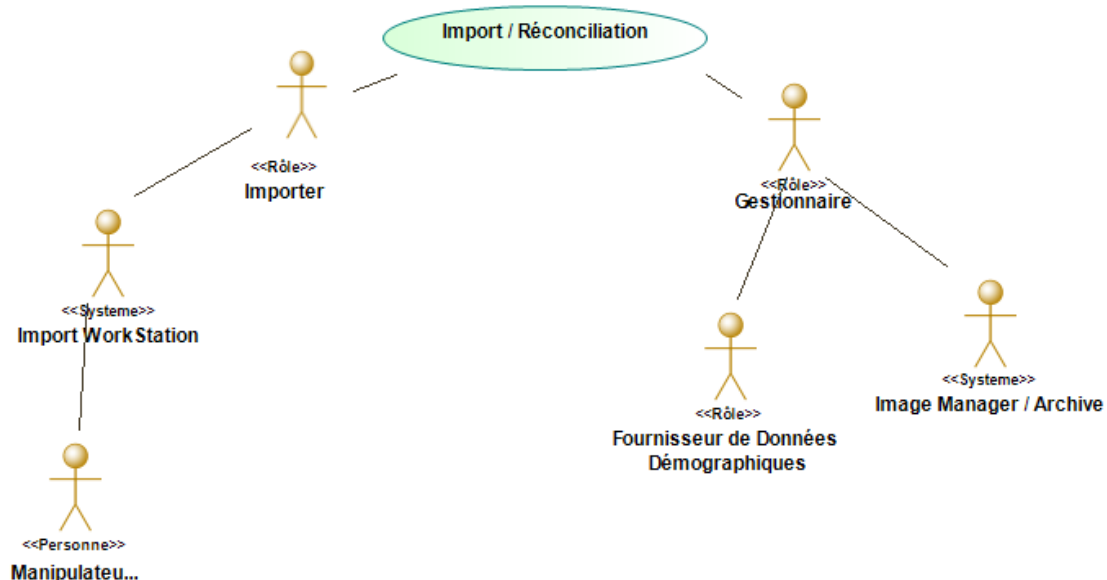 Import / Réconciliation
<<Rôle>>
Importer
<<Rôle>>
Gestionnaire
<<Systeme>>
Import WorkStation
<<Systeme>>
Image Manager / Archive
<<Rôle>>
Fournisseur de Données
Démographiques
<<Personne>>
Manipulateu...